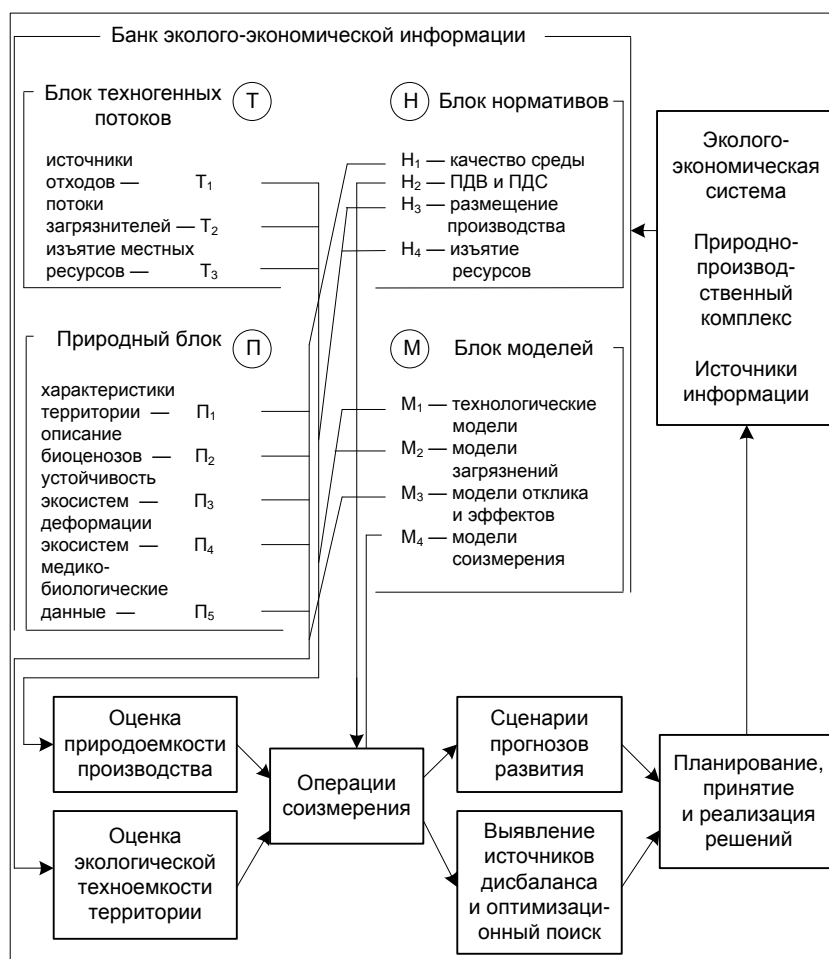 Банк эколого-экономической информации
Блок техногенных
потоков
Т
источники
отходов — Т₁
потоки
загрязнителей — Т₂
изъятие местных
ресурсов — Т₃
Н
Блок нормативов
Н₁ — качество среды
Н₂ — ПДВ и ПДС
Н₃ — размещение
производства
Н₄ — изъятие
ресурсов
Эколого-
экономическая
система
Природно-
производ-
ственный
комплекс
Источники
информации
Природный блок
П
характеристики
территории — П₁
описание
биоценозов — П₂
устойчивость
экосистем — П₃
деформации
экосистем — П₄
медико-
биологические
данные — П₅
М
Блок моделей
М₁ — технологические
модели
М₂ — модели
загрязнений
М₃ — модели отклика
и эффектов
М₄ — модели
соизмерения
Оценка
природоемкости
производства
Оценка
экологической
техноемкости
территории
Операции
соизмерения
Сценарии
прогнозов
развития
Выявление
источников
дисбаланса
и оптимизаци-
онный поиск
Планирование,
принятие
и реализация
решений